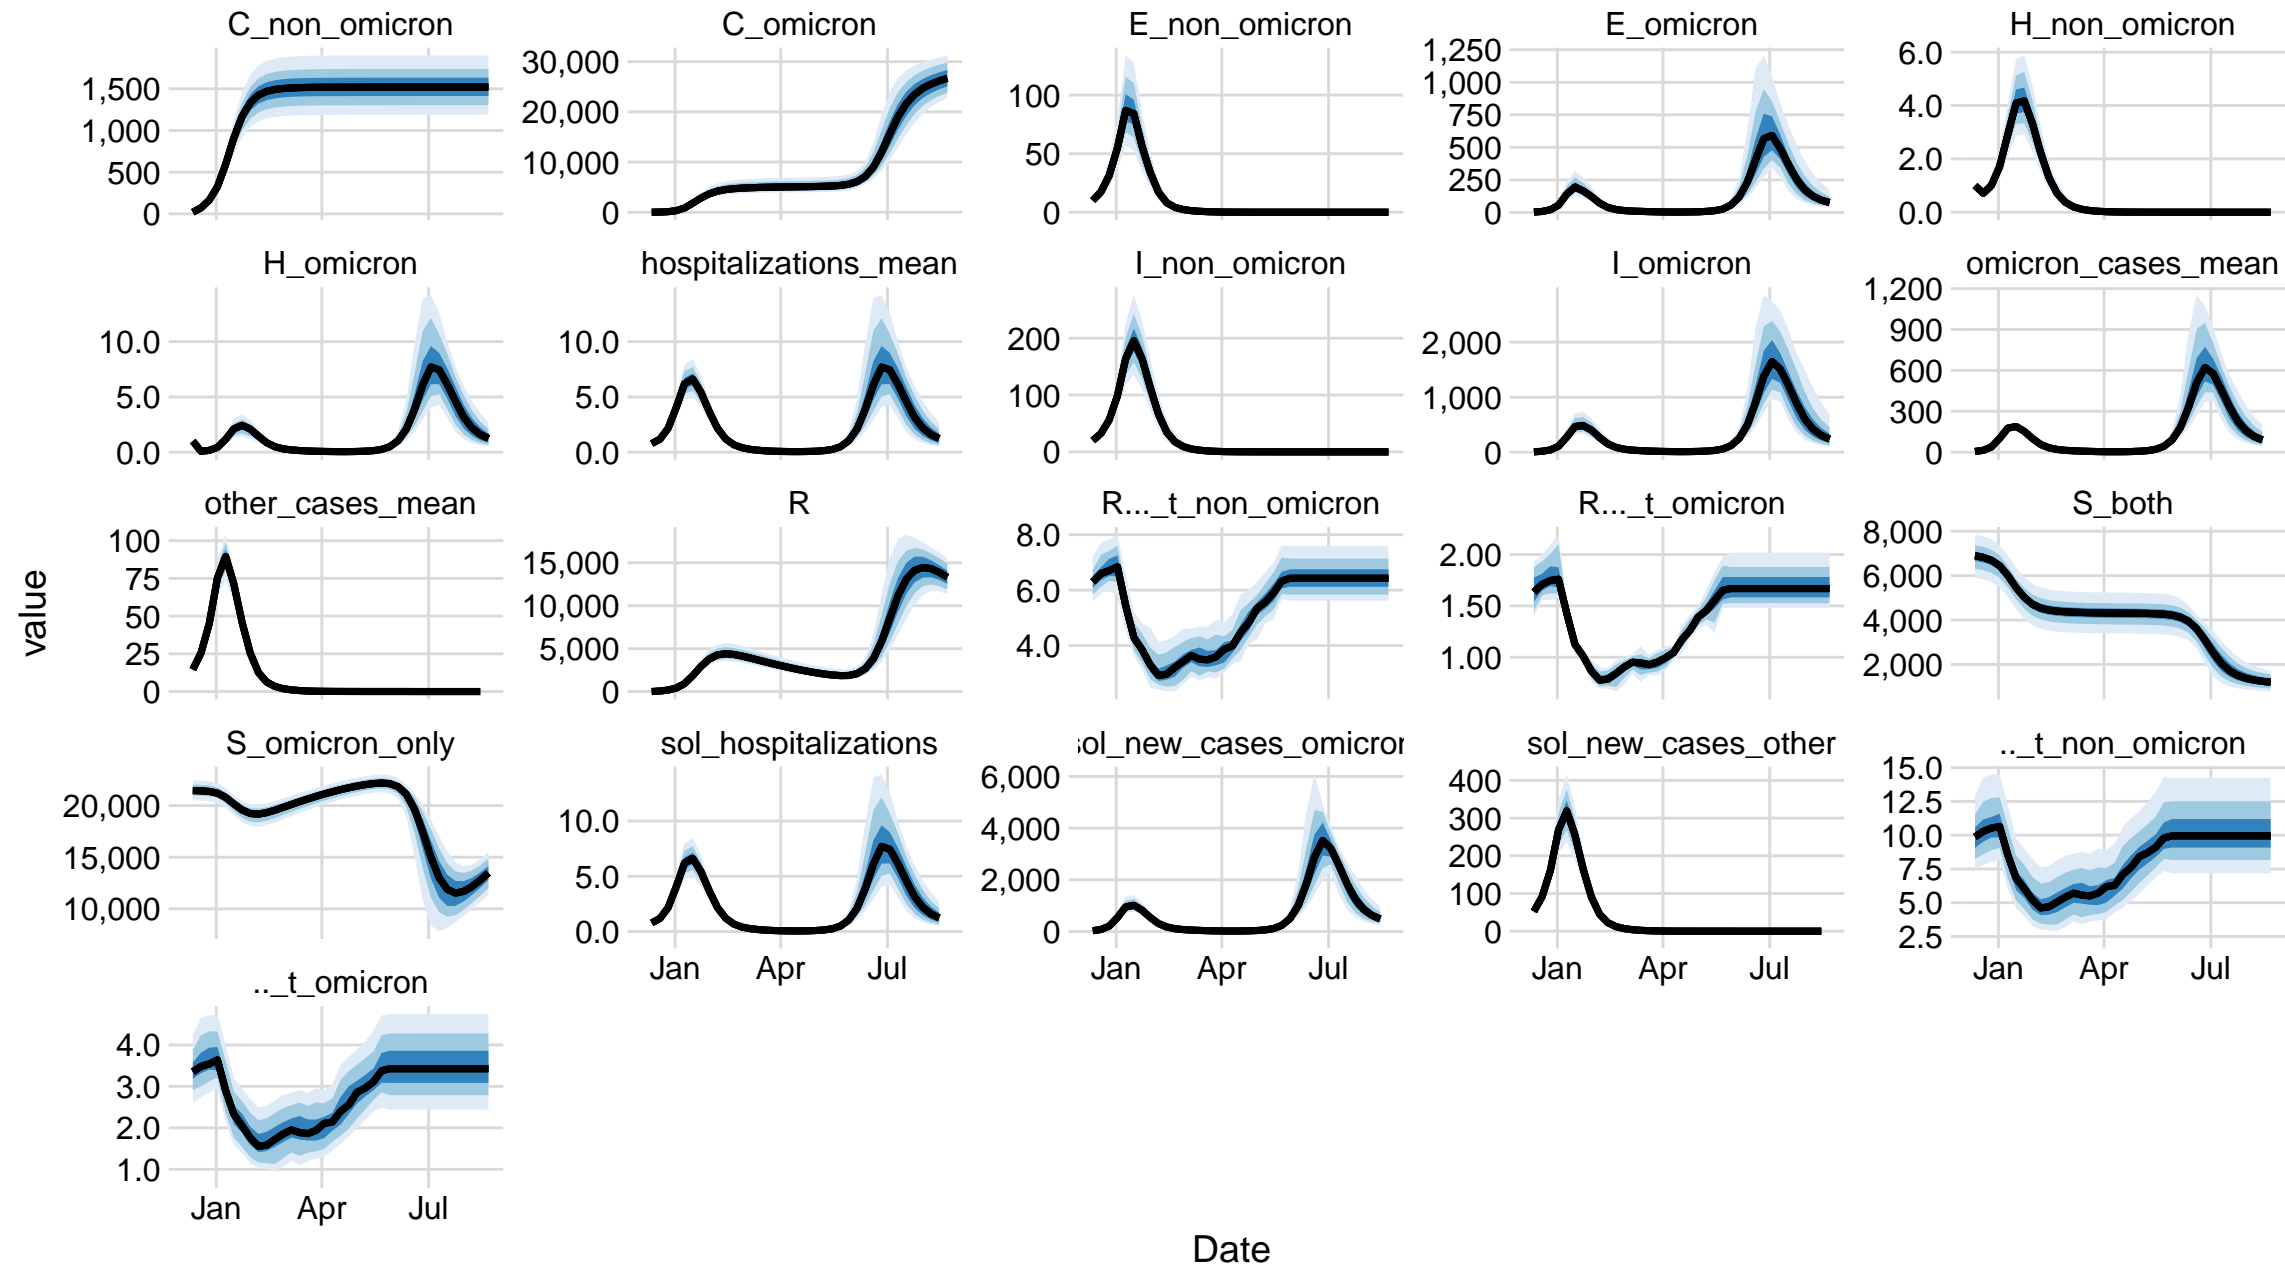 C_non_omicron C_omicron E_non_omicron E_omicron H_non_omicron
1,500 1,000 500 0
30,000 20,000 10,000 0
100 50 0
1,250 1,000 750 500 250 0
6.0 4.0 2.0 0.0
H_omicron hospitalizations_mean I_non_omicron I_omicron omicron_cases_mean
10.0 5.0 0.0
10.0 5.0 0.0
200 100 0
2,000 1,000 0
1,200 900 600 300 0
other_cases_mean R R..._t_non_omicron R..._t_omicron S_both
100 75 50 25 0
15,000 10,000 5,000 0
8.0 6.0 4.0
2.00 1.50 1.00
8,000 6,000 4,000 2,000
value
S_omicron_only sol_hospitalizations sol_new_cases_omicron sol_new_cases_other .._t_non_omicron
20,000 15,000 10,000
10.0 5.0 0.0
6,000 4,000 2,000 0
400 300 200 100 0
15.0 12.5 10.0 7.5 5.0 2.5
Jan Apr Jul
Jan Apr Jul
Jan Apr Jul
Jan Apr Jul
.._t_omicron
4.0 3.0 2.0 1.0
Jan Apr Jul
Date